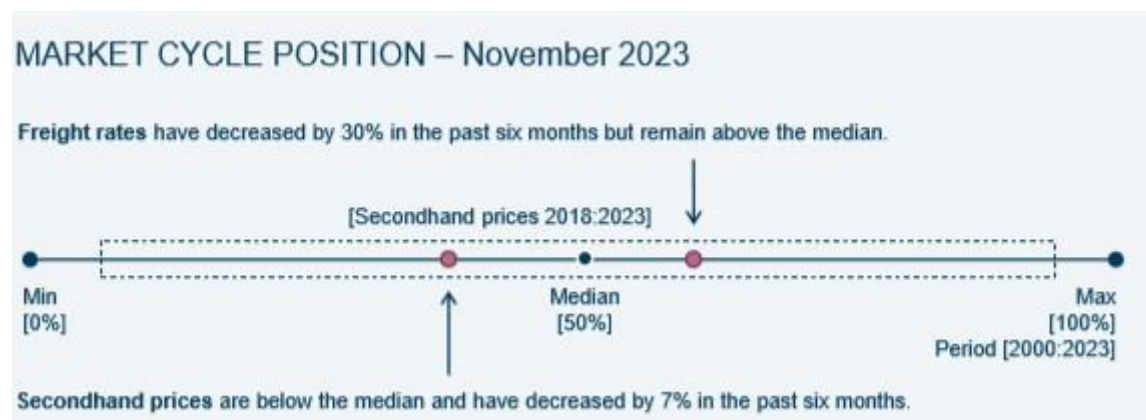 MARKET CYCLE POSITION – November 2023
Freight rates have decreased by 30% in the past six months but remain above the median.
[Secondhand prices 2018:2023]
Min
[0%]
Median
[50%]
Max
[100%]
Period [2000:2023]
Secondhand prices are below the median and have decreased by 7% in the past six months.